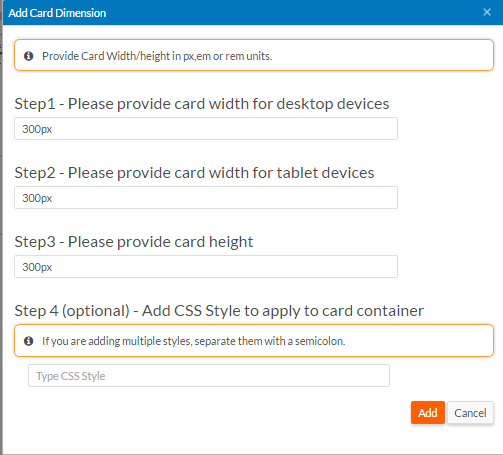 Add Card Dimension ×
Provide Card Width/height in px,em or rem units.
Step1 - Please provide card width for desktop devices
300px
Step2 - Please provide card width for tablet devices
300px
Step3 - Please provide card height
300px
Step 4 (optional) - Add CSS Style to apply to card container
If you are adding multiple styles, separate them with a semicolon.
Type CSS Style
Add Cancel